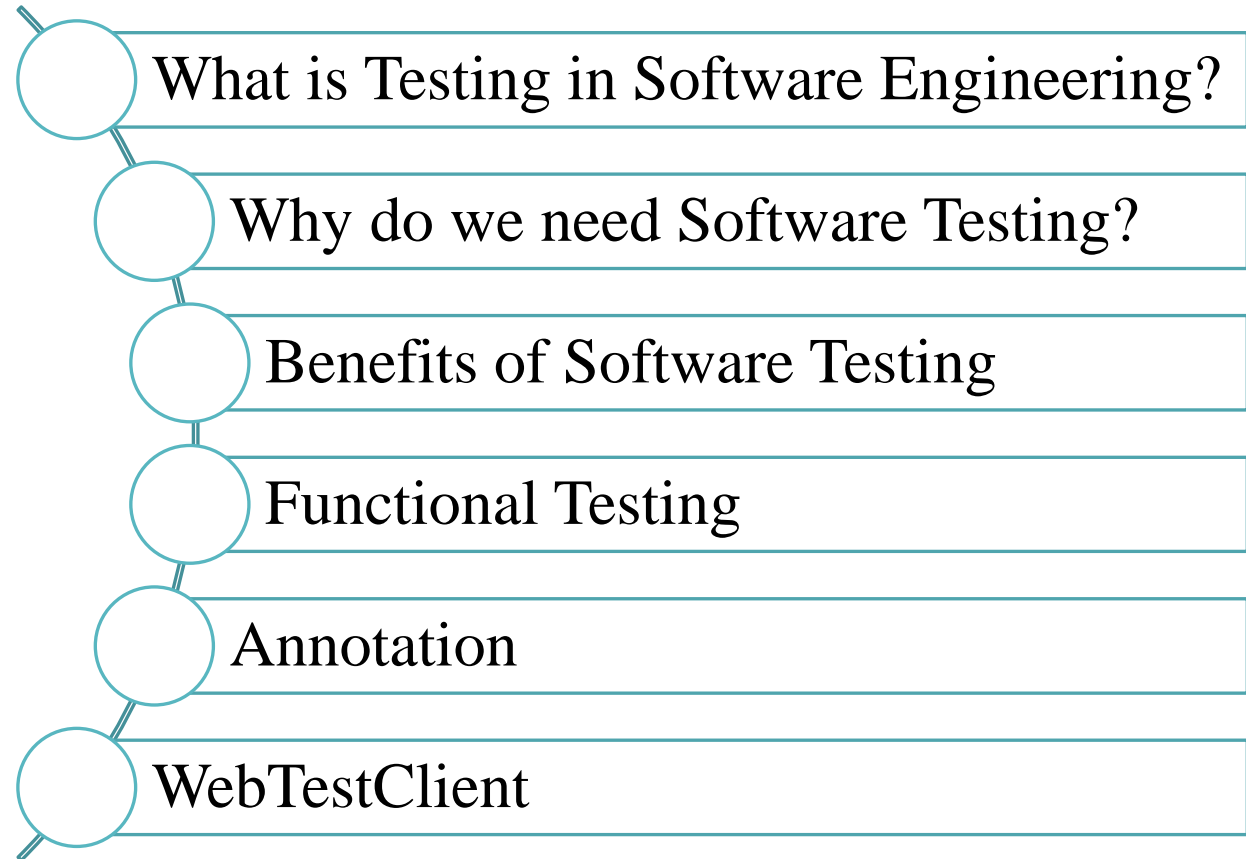 What is Testing in Software Engineering?
Why do we need Software Testing?
Benefits of Software Testing
Functional Testing
Annotation
WebTestClient